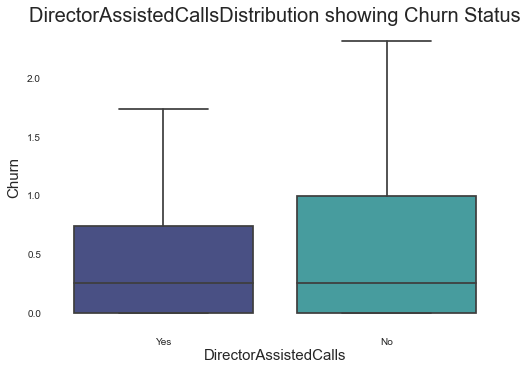 DirectorAssistedCallsDistribution showing Churn Status
Churn
2.0
1.5
1.0
0.5
0.0
Yes
No
DirectorAssistedCalls